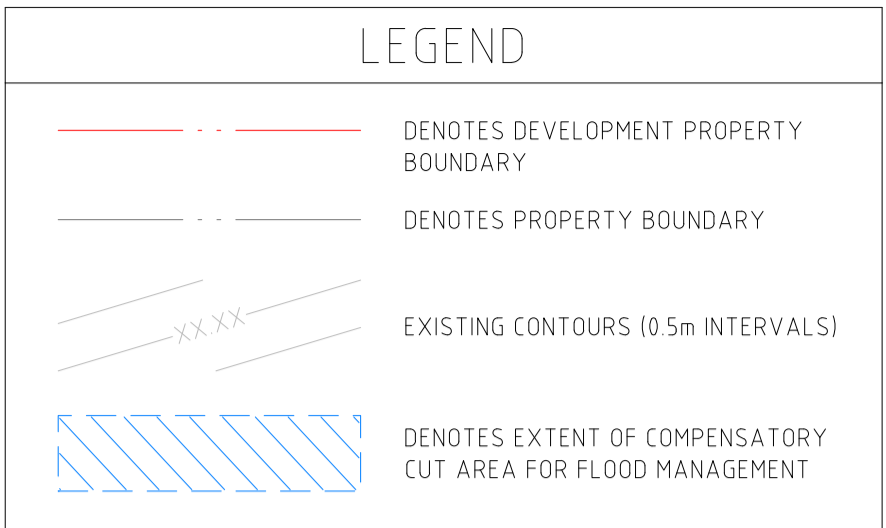 LEGEND
DENOTES DEVELOPMENT PROPERTY
BOUNDARY
DENOTES PROPERTY BOUNDARY
XX.XX
EXISTING CONTOURS (0.5m INTERVALS)
DENOTES EXTENT OF COMPENSATORY
CUT AREA FOR FLOOD MANAGEMENT